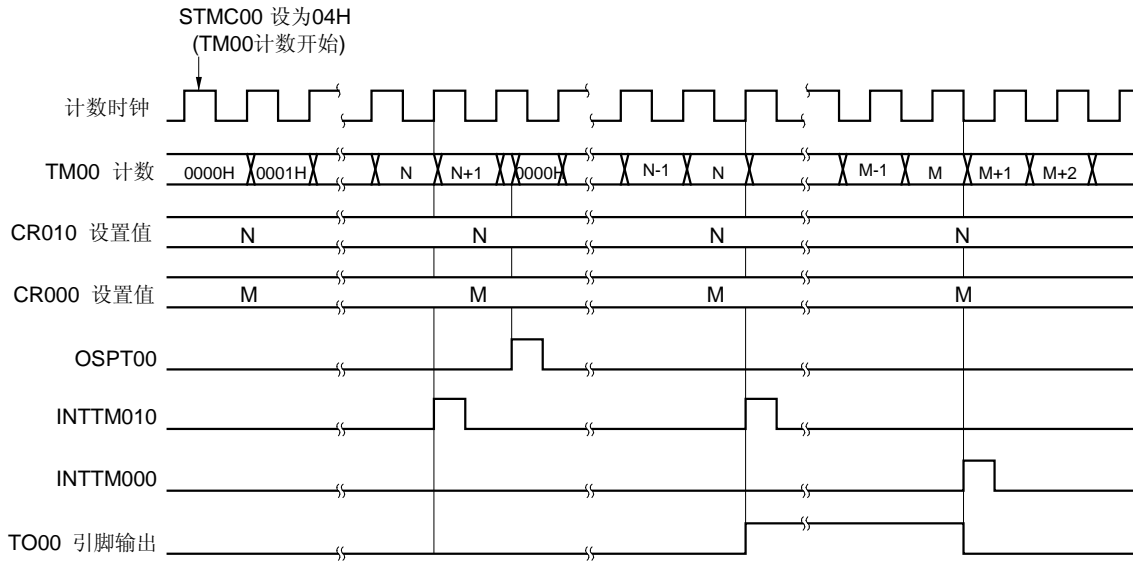 STMC00 设为04H
(TM00计数开始)
计数时钟
TM00 计数 0000H 0001H N N+1 0000H N-1 N M-1 M M+1 M+2
CR010 设置值 N N N N
CR000 设置值 M M M M
OSPT00
INTTM010
INTTM000
TO00 引脚输出